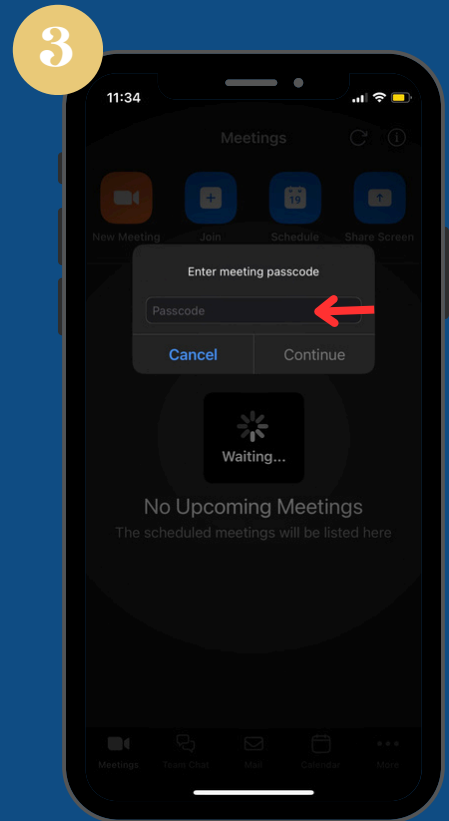 3
11:34
Meetings
19
New Meeting Join Schedule Share Screen
Enter meeting passcode
Passcode
Cancel Continue
Waiting...
No Upcoming Meetings
The scheduled meetings will be listed here
Meetings Team Chat Mail Calendar More